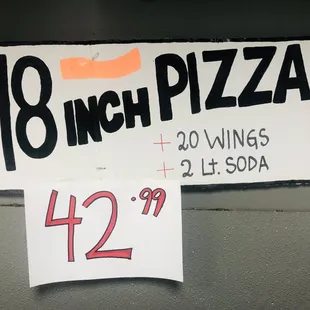 18 INCH PIZZA
+ 20 WINGS
+ 2 Lt. SODA
42.99